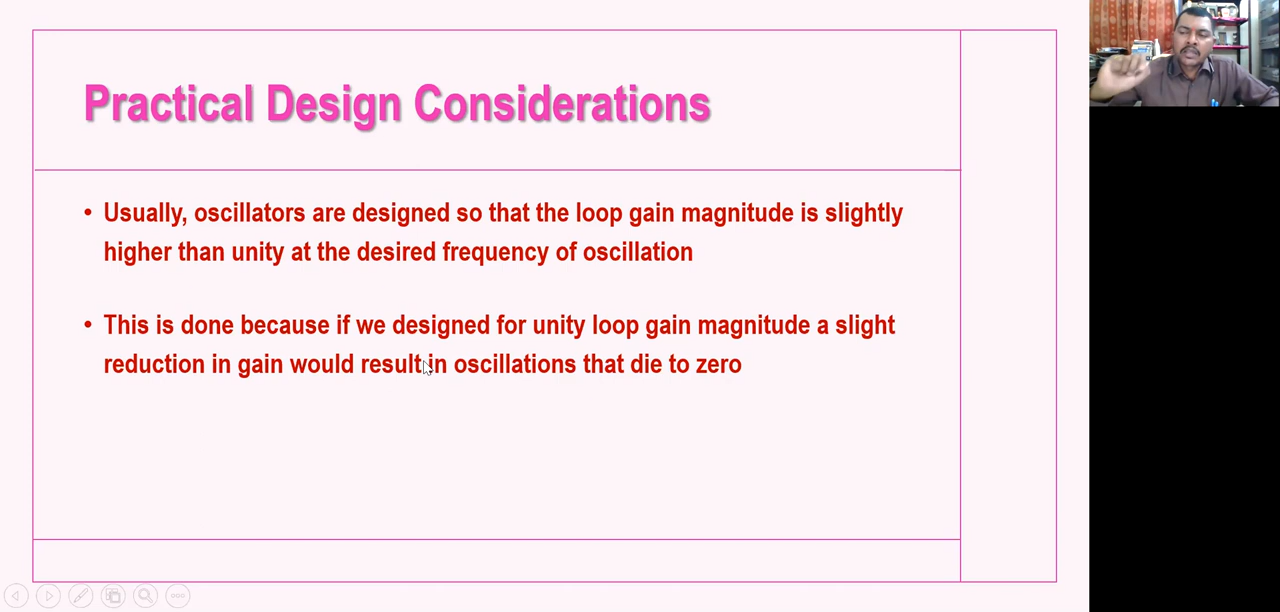 Practical Design Considerations
• Usually, oscillators are designed so that the loop gain magnitude is slightly
higher than unity at the desired frequency of oscillation
• This is done because if we designed for unity loop gain magnitude a slight
reduction in gain would result in oscillations that die to zero